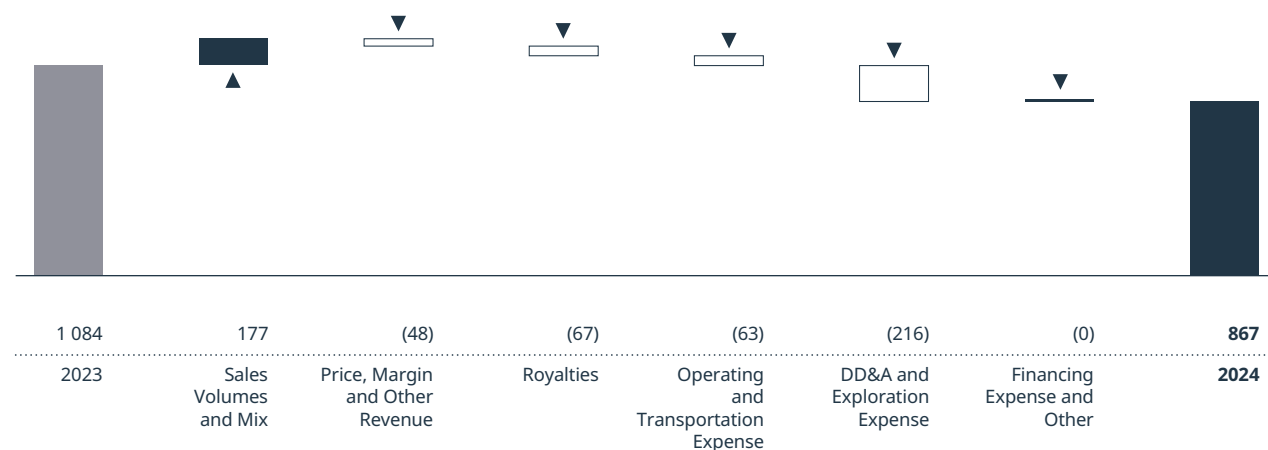 1 084 177 (48) (67) (63) (216) (0) 867
2023
Sales
Volumes
and Mix
Price, Margin
and Other
Revenue
Royalties
Operating
and
Transportation
Expense
DD&A and
Exploration
Expense
Financing
Expense and
Other
2024